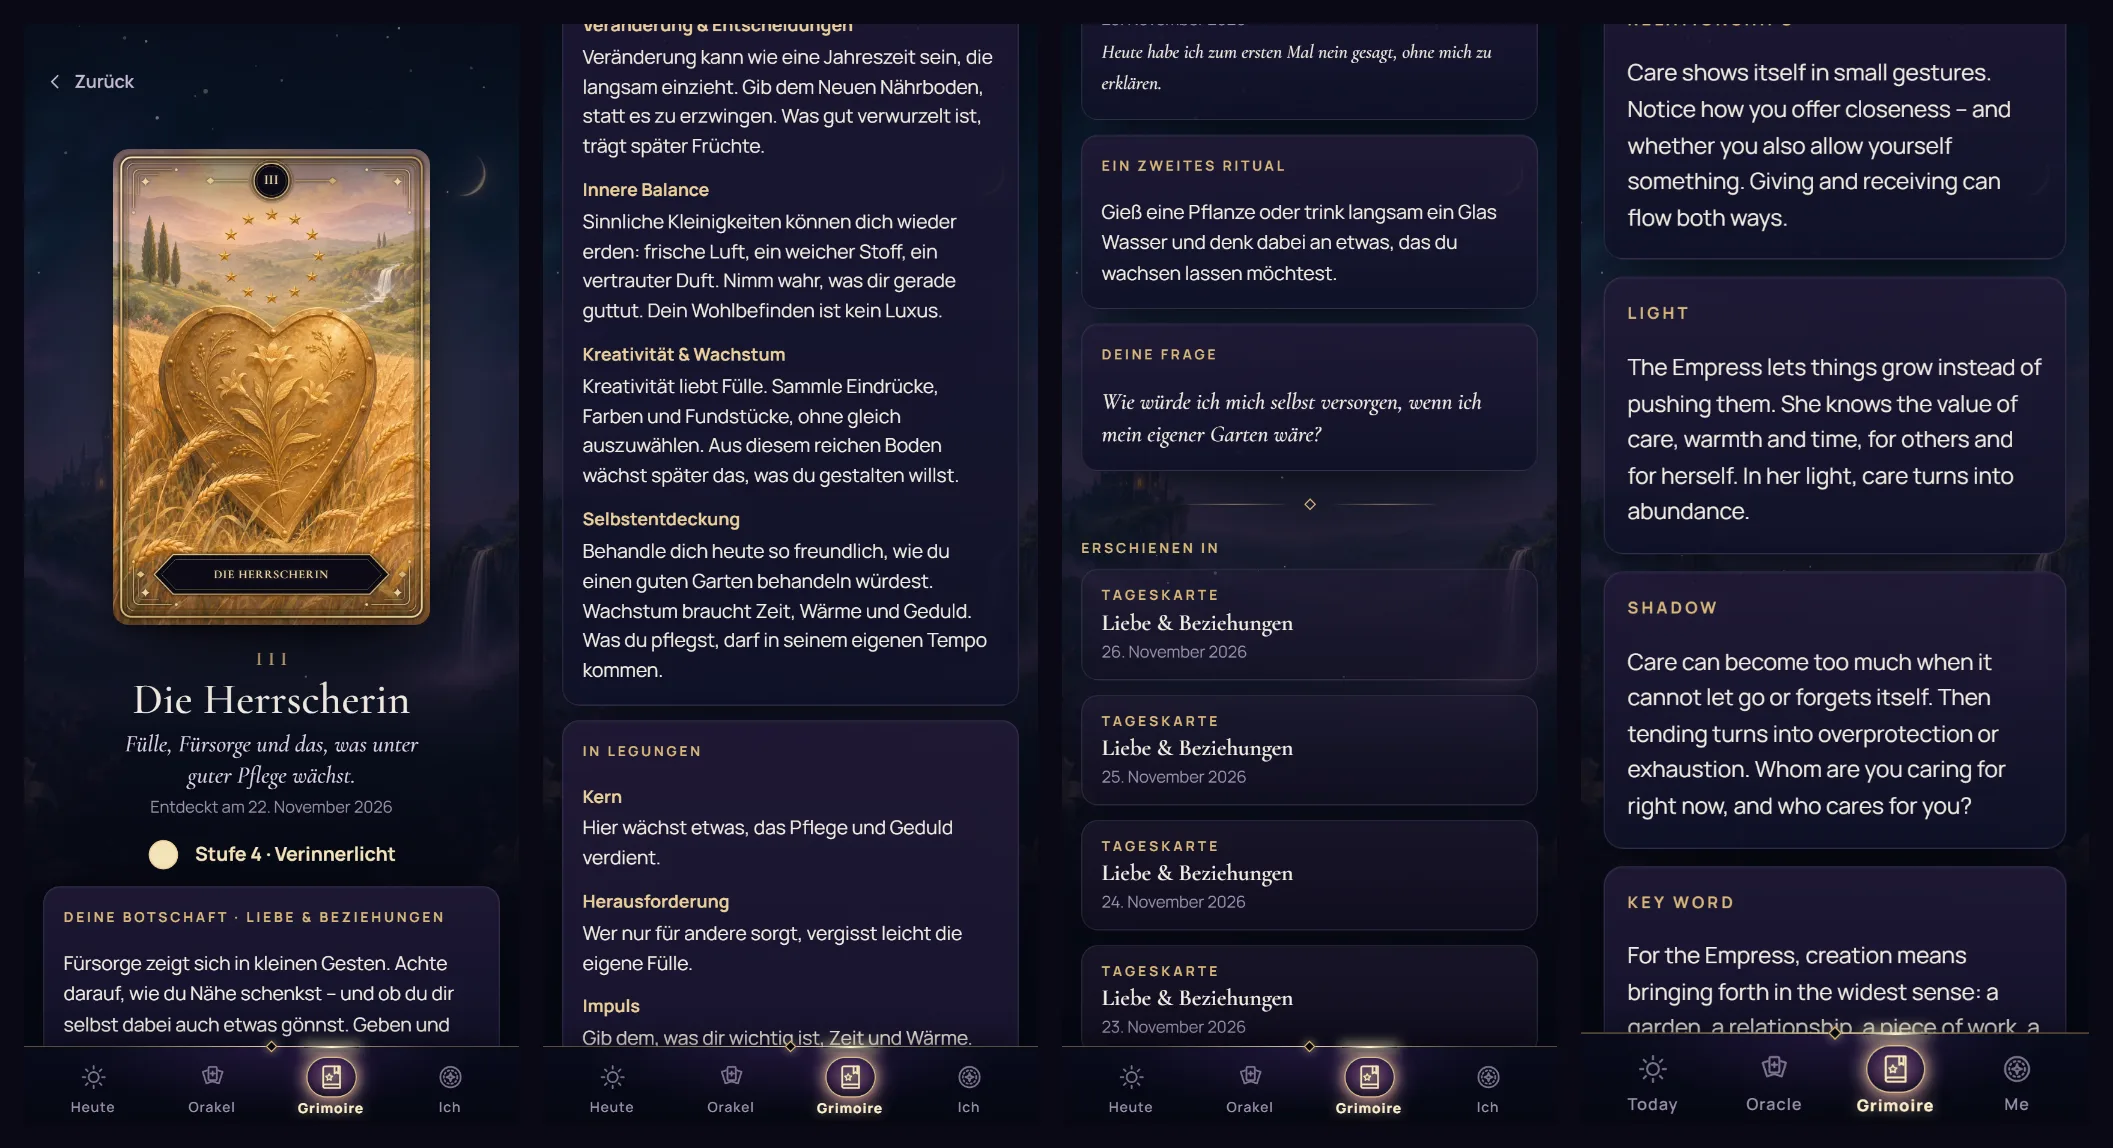 Zurück
III
DIE HERRSCHERIN
III
Die Herrscherin
Fülle, Fürsorge und das, was unter
guter Pflege wächst.
Entdeckt am 22. November 2026
Stufe 4 · Verinnerlicht
DEINE BOTSCHAFT · LIEBE & BEZIEHUNGEN
Fürsorge zeigt sich in kleinen Gesten. Achte
darauf, wie du Nähe schenkst – und ob du dir
selbst dabei auch etwas gönnst. Geben und
Heute
Orakel
Grimoire
Ich
Veränderung & Entscheidungen
Veränderung kann wie eine Jahreszeit sein, die
langsam einzieht. Gib dem Neuen Nährboden,
statt es zu erzwingen. Was gut verwurzelt ist,
trägt später Früchte.
Innere Balance
Sinnliche Kleinigkeiten können dich wieder
erden: frische Luft, ein weicher Stoff, ein
vertrauter Duft. Nimm wahr, was dir gerade
guttut. Dein Wohlbefinden ist kein Luxus.
Kreativität & Wachstum
Kreativität liebt Fülle. Sammle Eindrücke,
Farben und Fundstücke, ohne gleich
auszuwählen. Aus diesem reichen Boden
wächst später das, was du gestalten willst.
Selbstentdeckung
Behandle dich heute so freundlich, wie du
einen guten Garten behandeln würdest.
Wachstum braucht Zeit, Wärme und Geduld.
Was du pflegst, darf in seinem eigenen Tempo
kommen.
IN LEGUNGEN
Kern
Hier wächst etwas, das Pflege und Geduld
verdient.
Herausforderung
Wer nur für andere sorgt, vergisst leicht die
eigene Fülle.
Impuls
Gib dem, was dir wichtig ist, Zeit und Wärme.
Heute
Orakel
Grimoire
Ich
Heute habe ich zum ersten Mal nein gesagt, ohne mich zu
erklären.
EIN ZWEITES RITUAL
Gieß eine Pflanze oder trink langsam ein Glas
Wasser und denk dabei an etwas, das du
wachsen lassen möchtest.
DEINE FRAGE
Wie würde ich mich selbst versorgen, wenn ich
mein eigener Garten wäre?
ERSCHIENEN IN
TAGESKARTE
Liebe & Beziehungen
26. November 2026
TAGESKARTE
Liebe & Beziehungen
25. November 2026
TAGESKARTE
Liebe & Beziehungen
24. November 2026
TAGESKARTE
Liebe & Beziehungen
23. November 2026
Heute
Orakel
Grimoire
Ich
Care shows itself in small gestures.
Notice how you offer closeness – and
whether you also allow yourself
something. Giving and receiving can
flow both ways.
LIGHT
The Empress lets things grow instead of
pushing them. She knows the value of
care, warmth and time, for others and
for herself. In her light, care turns into
abundance.
SHADOW
Care can become too much when it
cannot let go or forgets itself. Then
tending turns into overprotection or
exhaustion. Whom are you caring for
right now, and who cares for you?
KEY WORD
For the Empress, creation means
bringing forth in the widest sense: a
garden, a relationship, a piece of work, a
Today
Oracle
Grimoire
Me